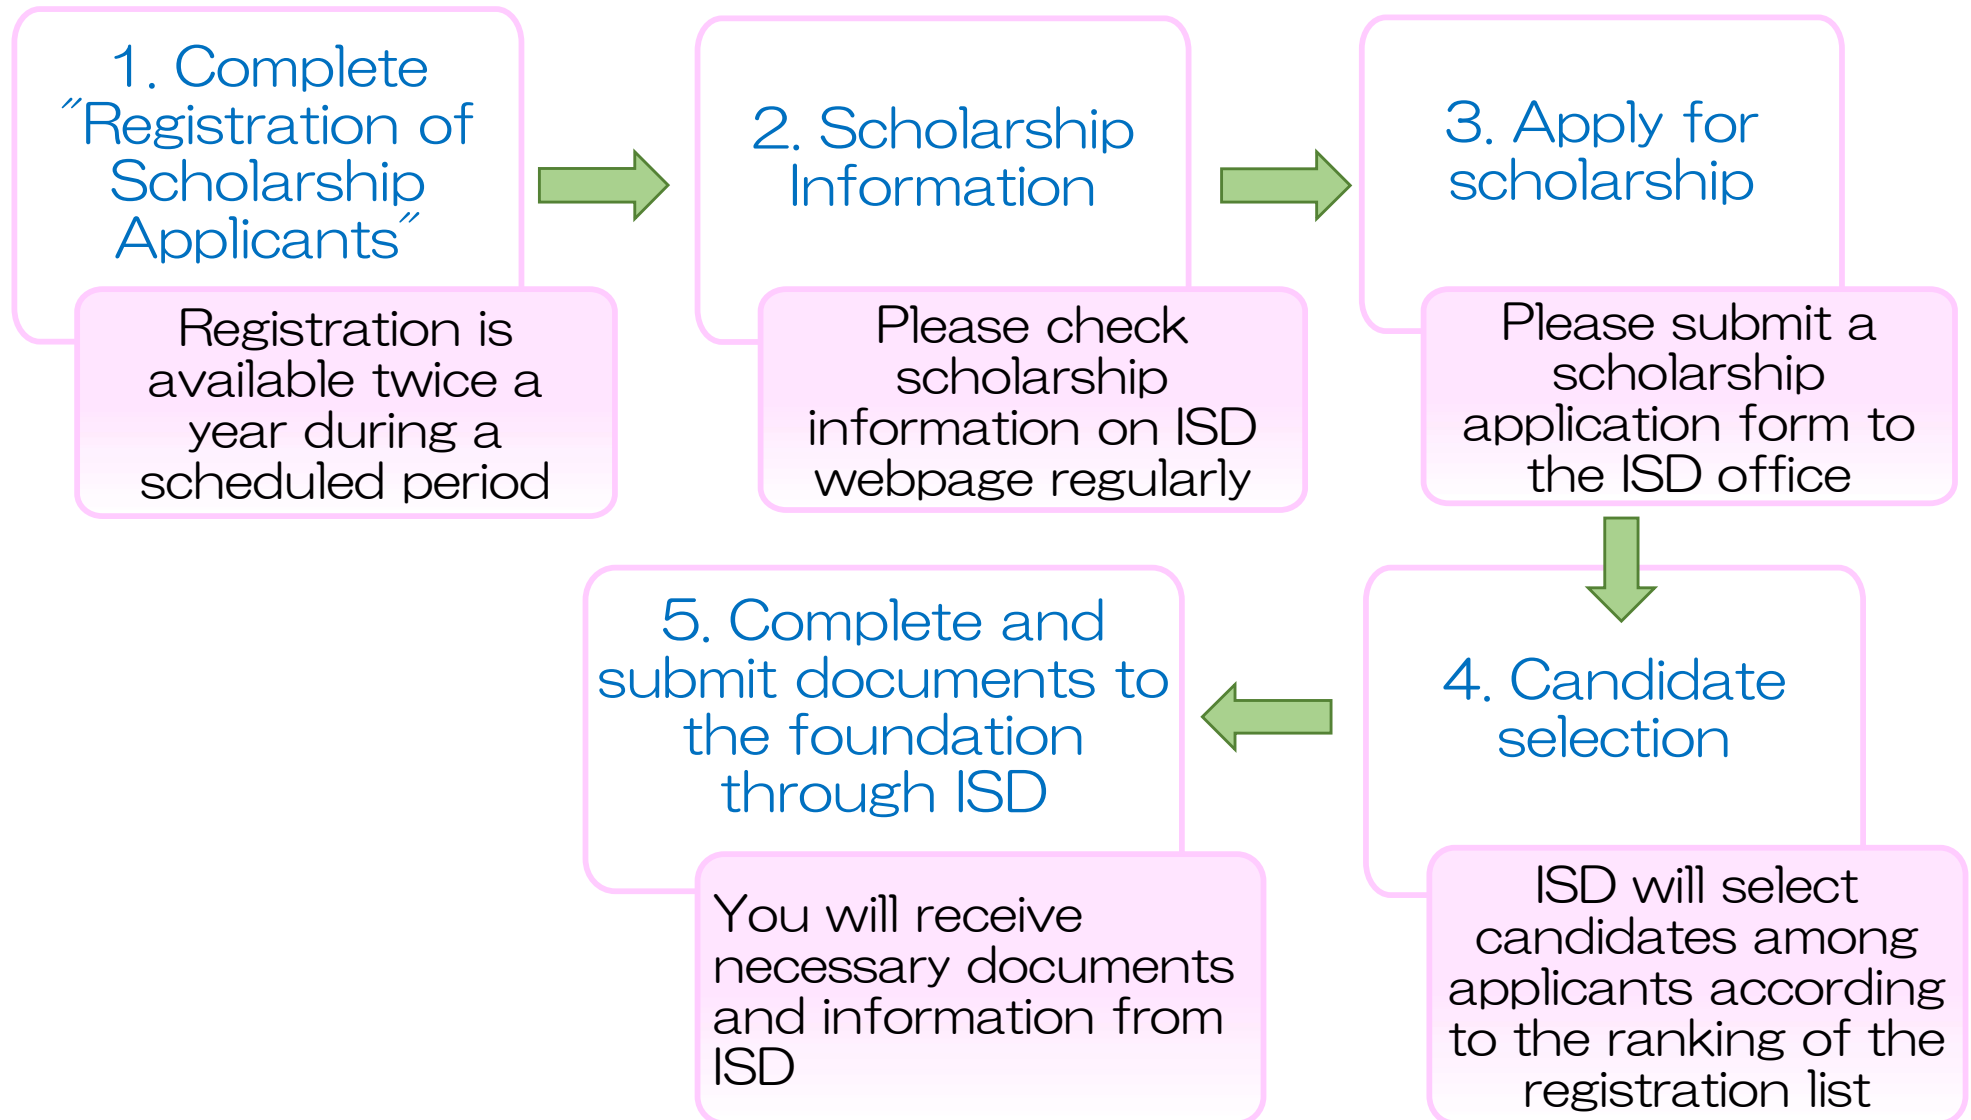 1. Complete
"Registration of
Scholarship
Applicants"
Registration is
available twice a
year during a
scheduled period
2. Scholarship
Information
Please check
scholarship
information on ISD
webpage regularly
3. Apply for
scholarship
Please submit a
scholarship
application form to
the ISD office
4. Candidate
selection
ISD will select
candidates among
applicants according
to the ranking of the
registration list
5. Complete and
submit documents to
the foundation
through ISD
You will receive
necessary documents
and information from
ISD